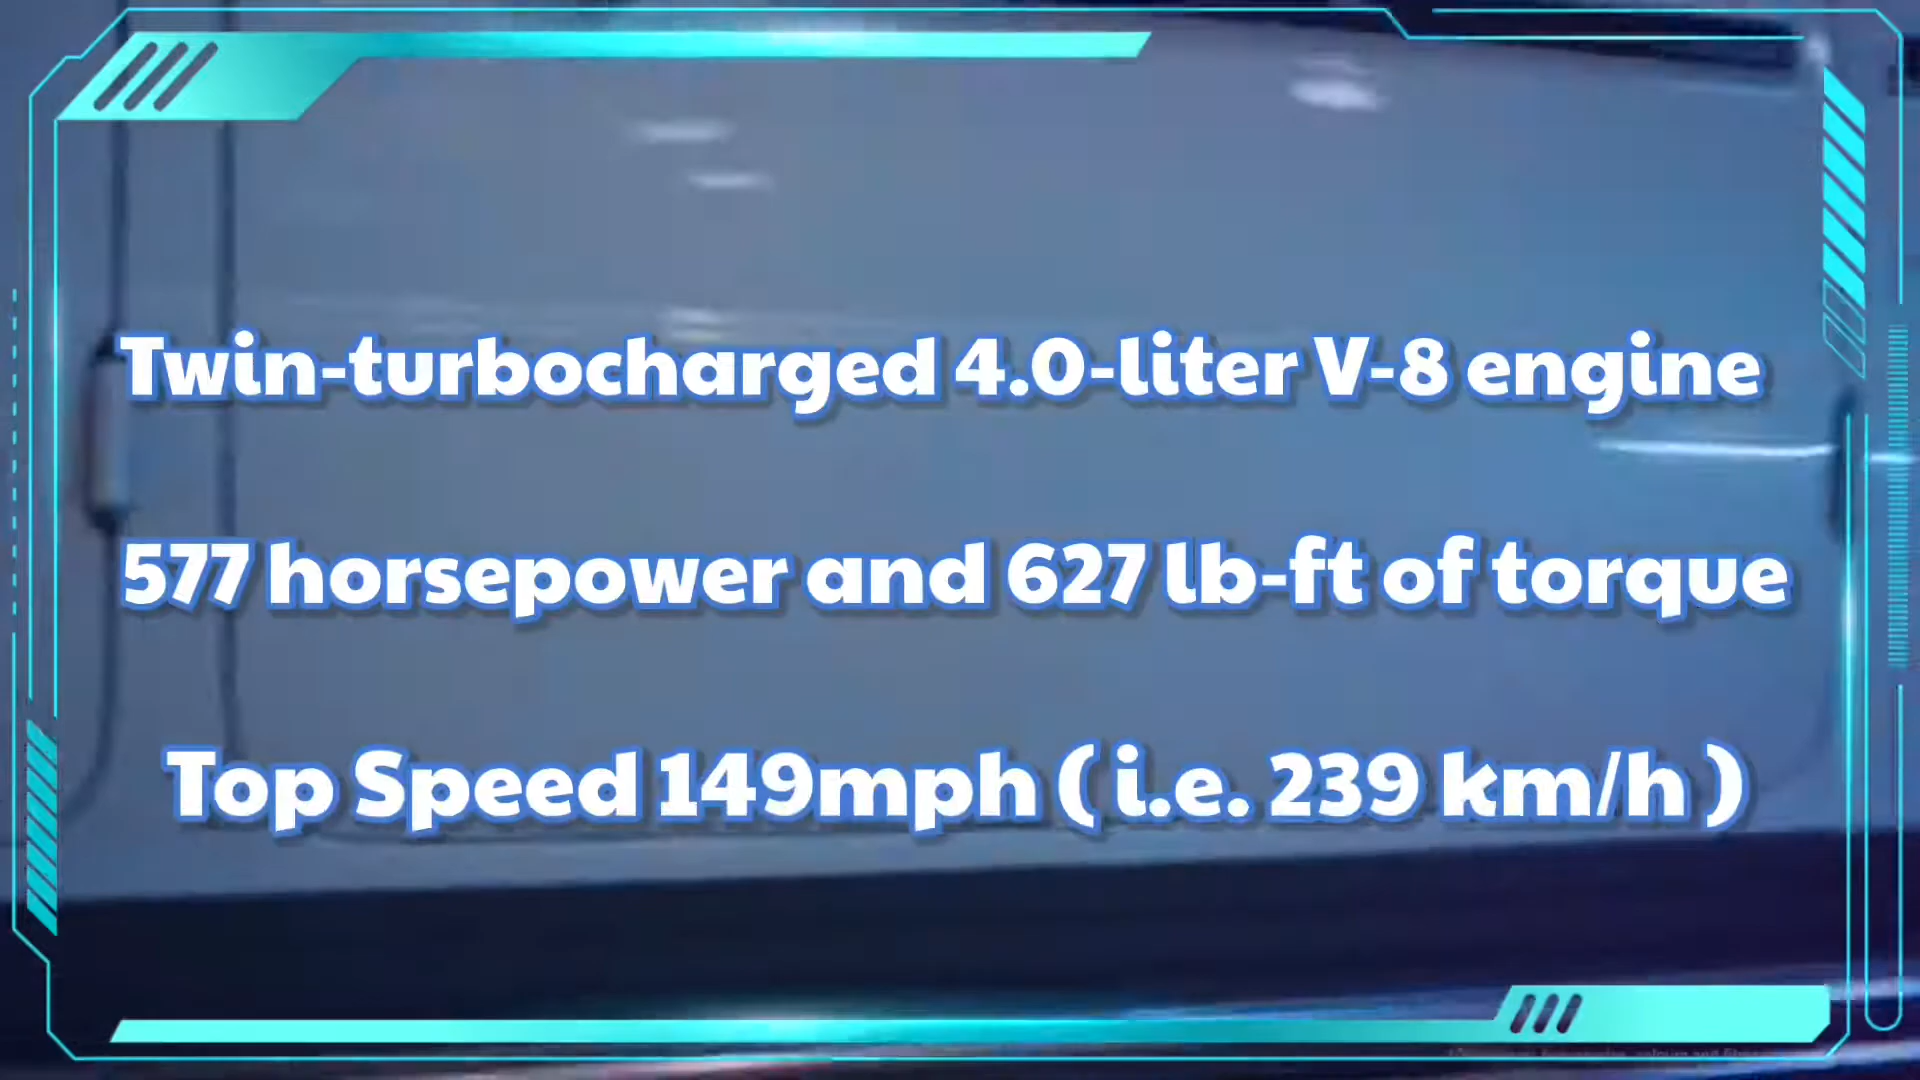 Twin-turbocharged 4.0-liter V-8 engine
577 horsepower and 627 lb-ft of torque
Top Speed 149mph ( i.e. 239 km/h )